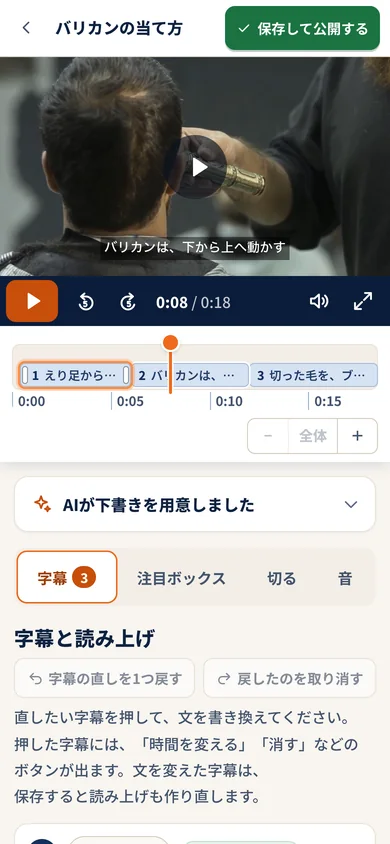 バリカンの当て方
保存して公開する
バリカンは、下から上へ動かす
5
5
0:08 / 0:18
1 えり足から…
2 バリカンは、…
3 切った毛を、ブ…
0:00
0:05
0:10
0:15
− 全体 +
AIが下書きを用意しました
字幕 3
注目ボックス
切る
音
字幕と読み上げ
字幕の直しを1つ戻す
戻したのを取り消す
直したい字幕を押して、文を書き換えてください。
押した字幕には、「時間を変える」「消す」などの
ボタンが出ます。文を変えた字幕は、
保存すると読み上げも作り直します。